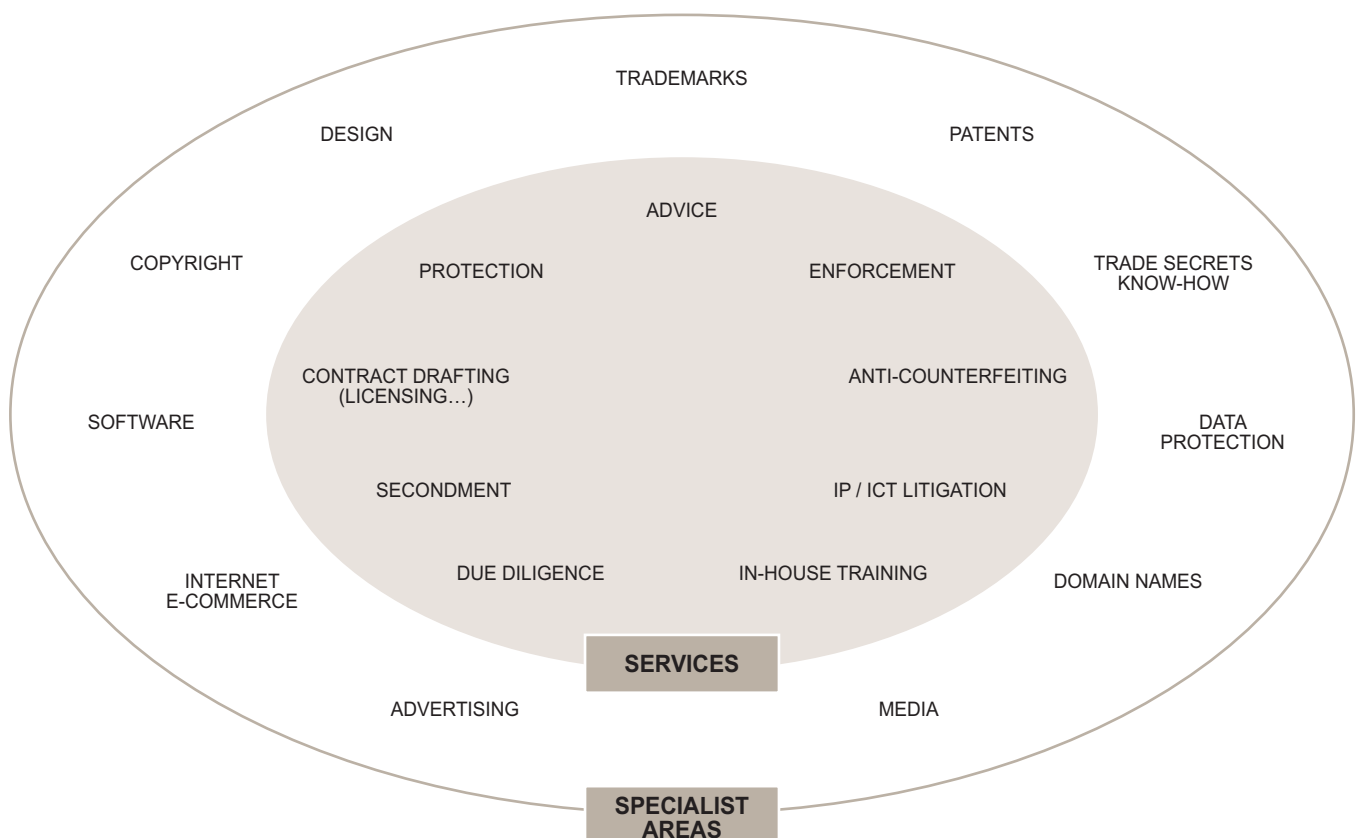 TRADEMARKS
DESIGN
PATENTS
ADVICE
COPYRIGHT
PROTECTION
ENFORCEMENT
TRADE SECRETS
KNOW-HOW
CONTRACT DRAFTING
(LICENSING…)
ANTI-COUNTERFEITING
SOFTWARE
DATA
PROTECTION
SECONDMENT
IP / ICT LITIGATION
INTERNET
E-COMMERCE
DUE DILIGENCE
IN-HOUSE TRAINING
DOMAIN NAMES
SERVICES
ADVERTISING
MEDIA
SPECIALIST
AREAS